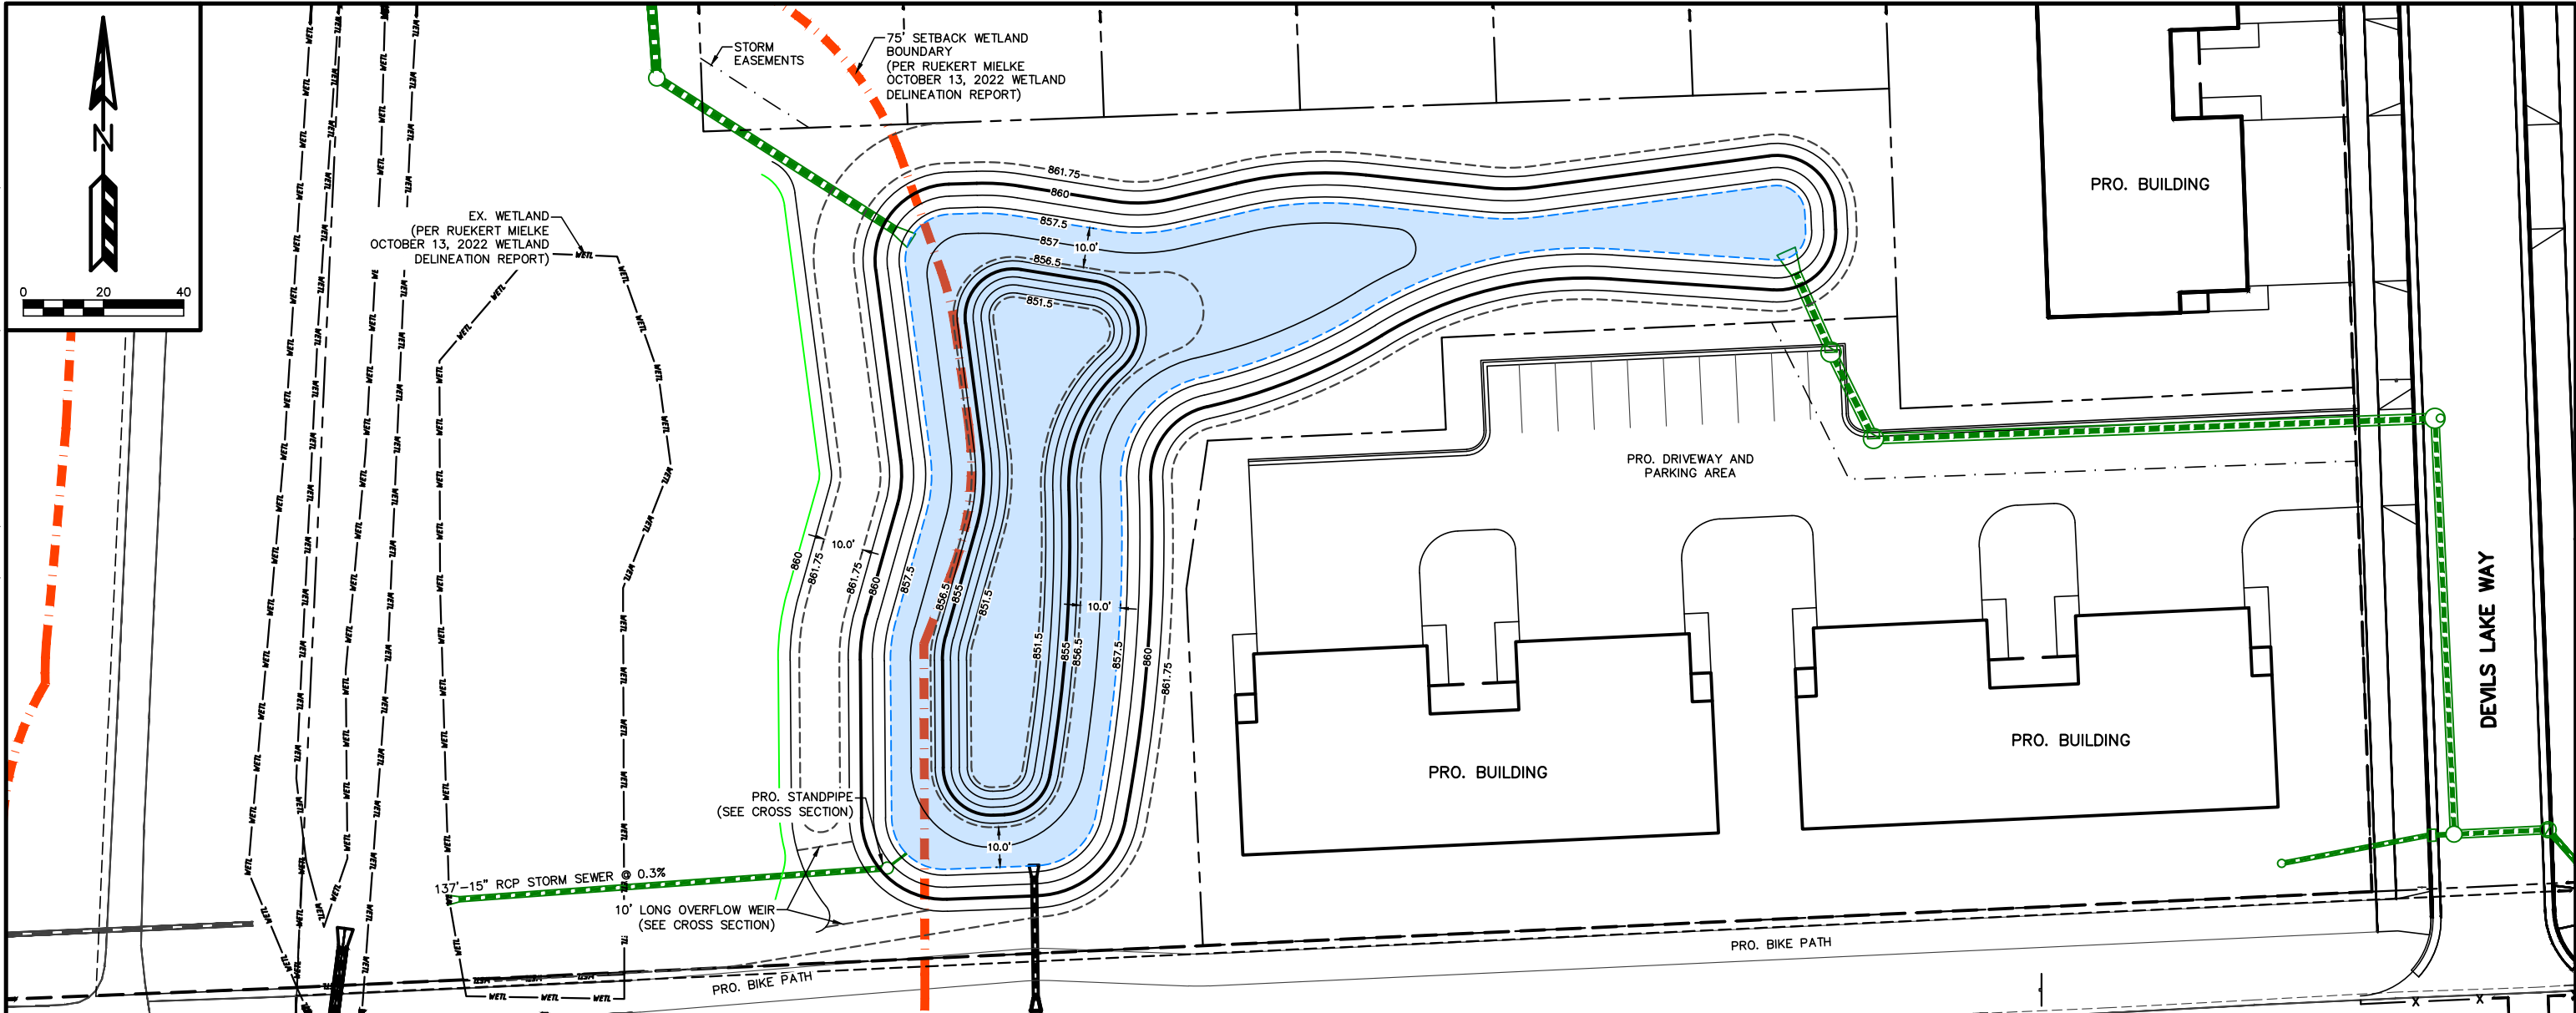 STORM
EASEMENTS
75' SETBACK WETLAND
BOUNDARY
(PER RUEKERT MIELKE
OCTOBER 13, 2022 WETLAND
DELINEATION REPORT)
N
0 20 40
EX. WETLAND
(PER RUEKERT MIELKE
OCTOBER 13, 2022 WETLAND
DELINEATION REPORT)
WETL
861.75
860
857.5
857
10.0'
856.5
851.5
PRO. BUILDING
PRO. DRIVEWAY AND
PARKING AREA
10.0'
860
861.75
861.75
860
857.5
856.5
855
851.5
10.0'
851.5
855
856.5
857.5
860
861.75
DEVILS LAKE WAY
PRO. BUILDING
PRO. BUILDING
PRO. STANDPIPE
(SEE CROSS SECTION)
10.0'
137'-15" RCP STORM SEWER @ 0.3%
10' LONG OVERFLOW WEIR
(SEE CROSS SECTION)
PRO. BIKE PATH
PRO. BIKE PATH
X X